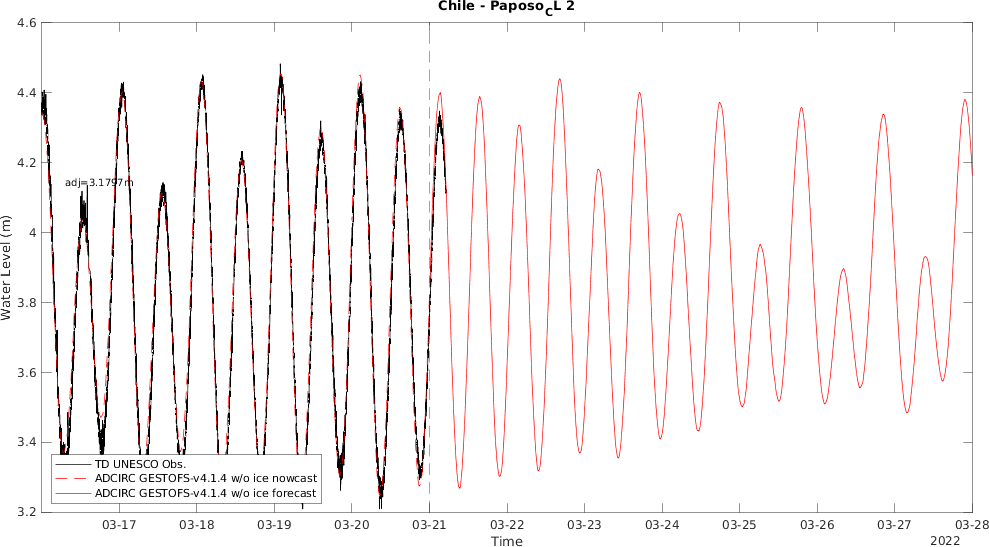 Chile - Paposo_CL 2
4.6
4.4
4.2
4
3.8
3.6
3.4
3.2
Water Level (m)
adj=3.1797m
TD UNESCO Obs.
ADCIRC GESTOFS-v4.1.4 w/o ice nowcast
ADCIRC GESTOFS-v4.1.4 w/o ice forecast
03-17 03-18 03-19 03-20 03-21 03-22 03-23 03-24 03-25 03-26 03-27 03-28
Time
2022